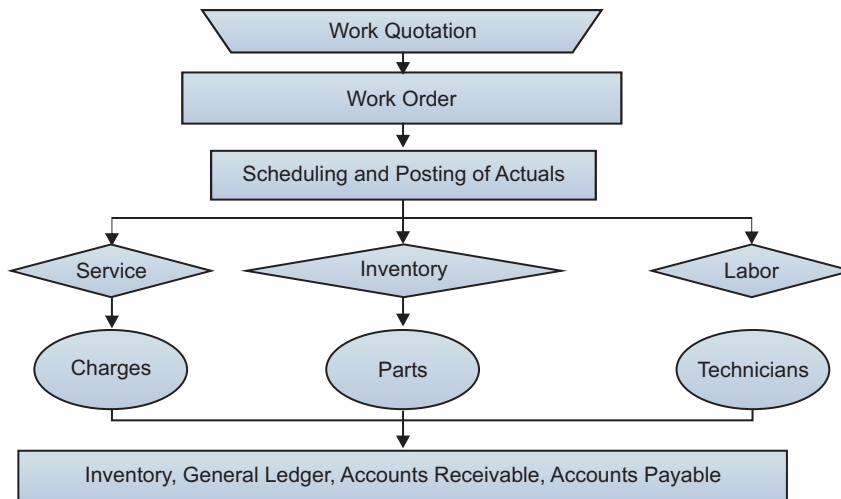 Work Quotation
Work Order
Scheduling and Posting of Actuals
Service
Inventory
Labor
Charges
Parts
Technicians
Inventory, General Ledger, Accounts Receivable, Accounts Payable